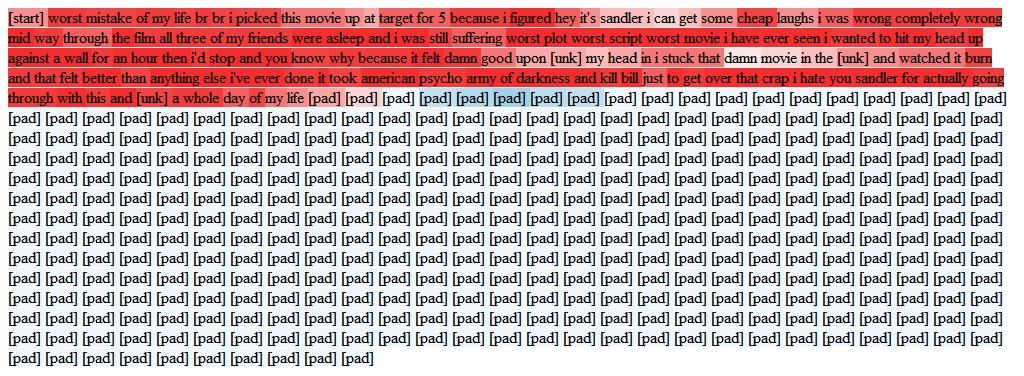 [start] worst mistake of my life br br i picked this movie up at target for 5 because i figured hey it's sandler i can get some cheap laughs i was wrong completely wrong
mid way through the film all three of my friends were asleep and i was still suffering worst plot worst script worst movie i have ever seen i wanted to hit my head up
against a wall for an hour then i'd stop and you know why because it felt damn good upon [unk] my head in i stuck that damn movie in the [unk] and watched it burn
and that felt better than anything else i've ever done it took american psycho army of darkness and kill bill just to get over that crap i hate you sandler for actually going
through with this and [unk] a whole day of my life [pad] [pad] [pad] [pad] [pad] [pad] [pad] [pad] [pad] [pad] [pad] [pad] [pad] [pad] [pad] [pad] [pad] [pad] [pad]
[pad] [pad] [pad] [pad] [pad] [pad] [pad] [pad] [pad] [pad] [pad] [pad] [pad] [pad] [pad] [pad] [pad] [pad] [pad] [pad] [pad] [pad] [pad] [pad] [pad] [pad] [pad]
[pad] [pad] [pad] [pad] [pad] [pad] [pad] [pad] [pad] [pad] [pad] [pad] [pad] [pad] [pad] [pad] [pad] [pad] [pad] [pad] [pad] [pad] [pad] [pad] [pad] [pad] [pad]
[pad] [pad] [pad] [pad] [pad] [pad] [pad] [pad] [pad] [pad] [pad] [pad] [pad] [pad] [pad] [pad] [pad] [pad] [pad] [pad] [pad] [pad] [pad] [pad] [pad] [pad] [pad]
[pad] [pad] [pad] [pad] [pad] [pad] [pad] [pad] [pad] [pad] [pad] [pad] [pad] [pad] [pad] [pad] [pad] [pad] [pad] [pad] [pad] [pad] [pad] [pad] [pad] [pad] [pad]
[pad] [pad] [pad] [pad] [pad] [pad] [pad] [pad] [pad] [pad] [pad] [pad] [pad] [pad] [pad] [pad] [pad] [pad] [pad] [pad] [pad] [pad] [pad] [pad] [pad] [pad] [pad]
[pad] [pad] [pad] [pad] [pad] [pad] [pad] [pad] [pad] [pad] [pad] [pad] [pad] [pad] [pad] [pad] [pad] [pad] [pad] [pad] [pad] [pad] [pad] [pad] [pad] [pad] [pad]
[pad] [pad] [pad] [pad] [pad] [pad] [pad] [pad] [pad] [pad] [pad] [pad] [pad] [pad] [pad] [pad] [pad] [pad] [pad] [pad] [pad] [pad] [pad] [pad] [pad] [pad] [pad]
[pad] [pad] [pad] [pad] [pad] [pad] [pad] [pad] [pad] [pad] [pad] [pad] [pad] [pad] [pad] [pad] [pad] [pad] [pad] [pad] [pad] [pad] [pad] [pad] [pad] [pad] [pad]
[pad] [pad] [pad] [pad] [pad] [pad] [pad] [pad] [pad] [pad] [pad] [pad] [pad] [pad] [pad] [pad] [pad] [pad] [pad] [pad] [pad] [pad] [pad] [pad] [pad] [pad] [pad]
[pad] [pad] [pad] [pad] [pad] [pad] [pad] [pad] [pad] [pad] [pad] [pad] [pad] [pad] [pad] [pad] [pad] [pad] [pad] [pad] [pad] [pad] [pad] [pad] [pad] [pad] [pad]
[pad] [pad] [pad] [pad] [pad] [pad] [pad] [pad] [pad] [pad] [pad] [pad] [pad] [pad] [pad] [pad] [pad] [pad] [pad] [pad] [pad] [pad] [pad] [pad] [pad] [pad] [pad]
[pad] [pad] [pad] [pad] [pad] [pad] [pad] [pad] [pad] [pad] [pad] [pad] [pad] [pad] [pad] [pad] [pad] [pad] [pad] [pad] [pad] [pad] [pad] [pad] [pad] [pad] [pad]
[pad] [pad] [pad] [pad] [pad] [pad] [pad] [pad] [pad] [pad]